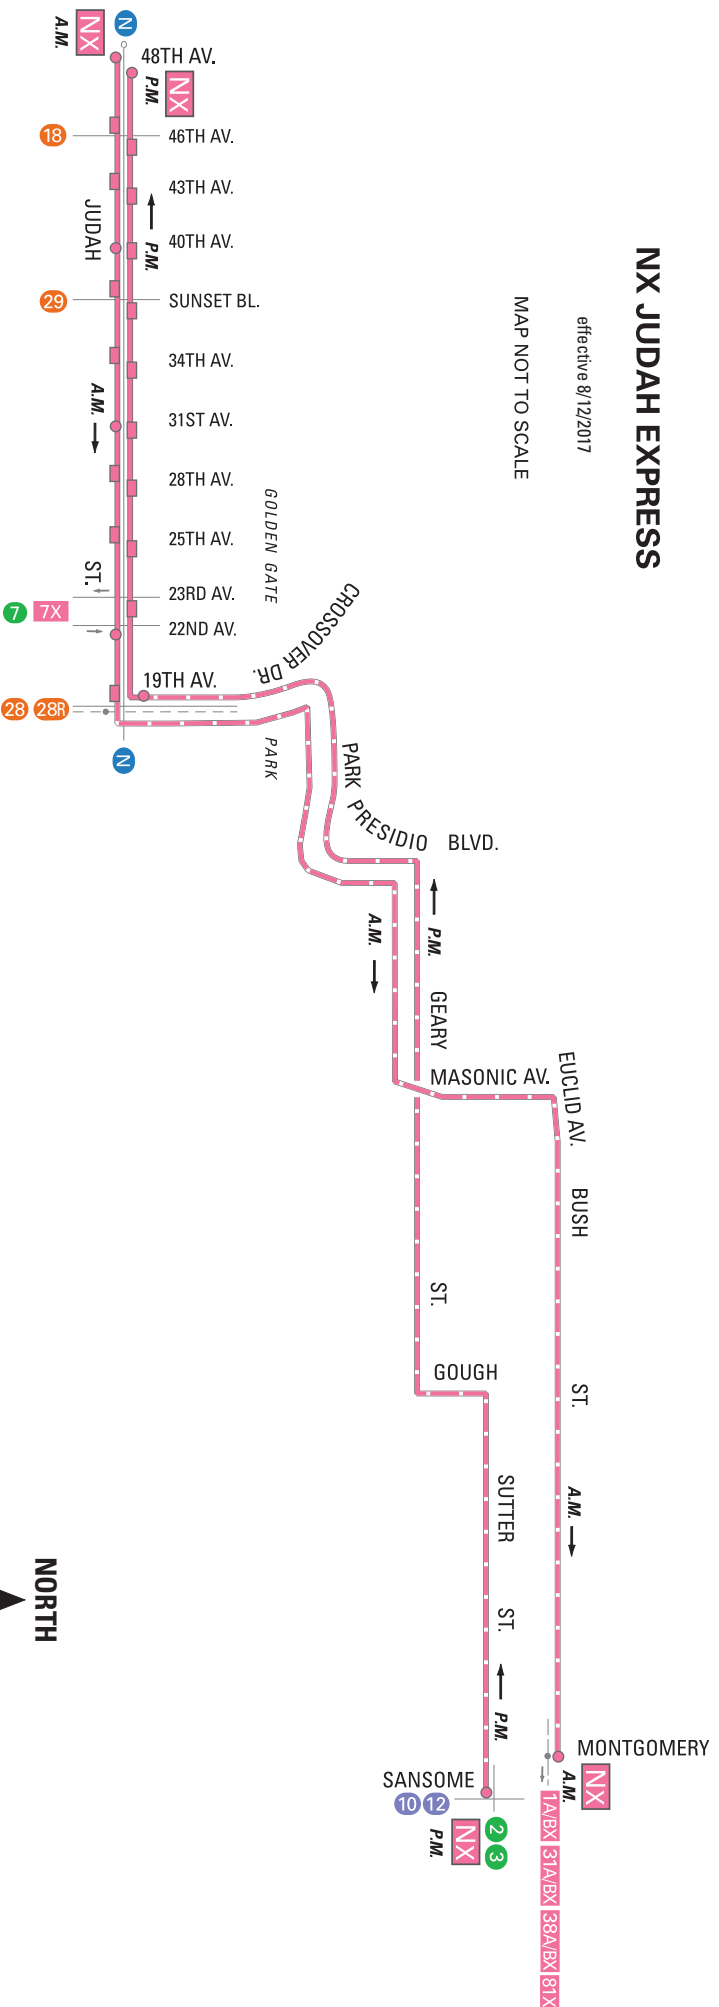 NX JUDAH EXPRESS
effective 8/12/2017
MAP NOT TO SCALE
N
NX
A.M.
48TH AV.
NX
P.M.
18
46TH AV.
43TH AV.
JUDAH
P.M.
40TH AV.
29
SUNSET BL.
34TH AV.
A.M.
31ST AV.
28TH AV.
25TH AV.
GOLDEN GATE
ST.
23RD AV.
7
7X
22ND AV.
19TH AV.
28
28R
N
CROSSOVER DR.
PARK
PARK PRESIDIO BLVD.
P.M.
A.M.
GEARY
MASONIC AV.
EUCLID AV.
BUSH
ST.
GOUGH
ST.
SUTTER
A.M.
ST.
P.M.
MONTGOMERY
NX
A.M.
SANSOME
10
12
2
3
NX
P.M.
1A/BX
31A/BX
38A/BX
81X
NORTH